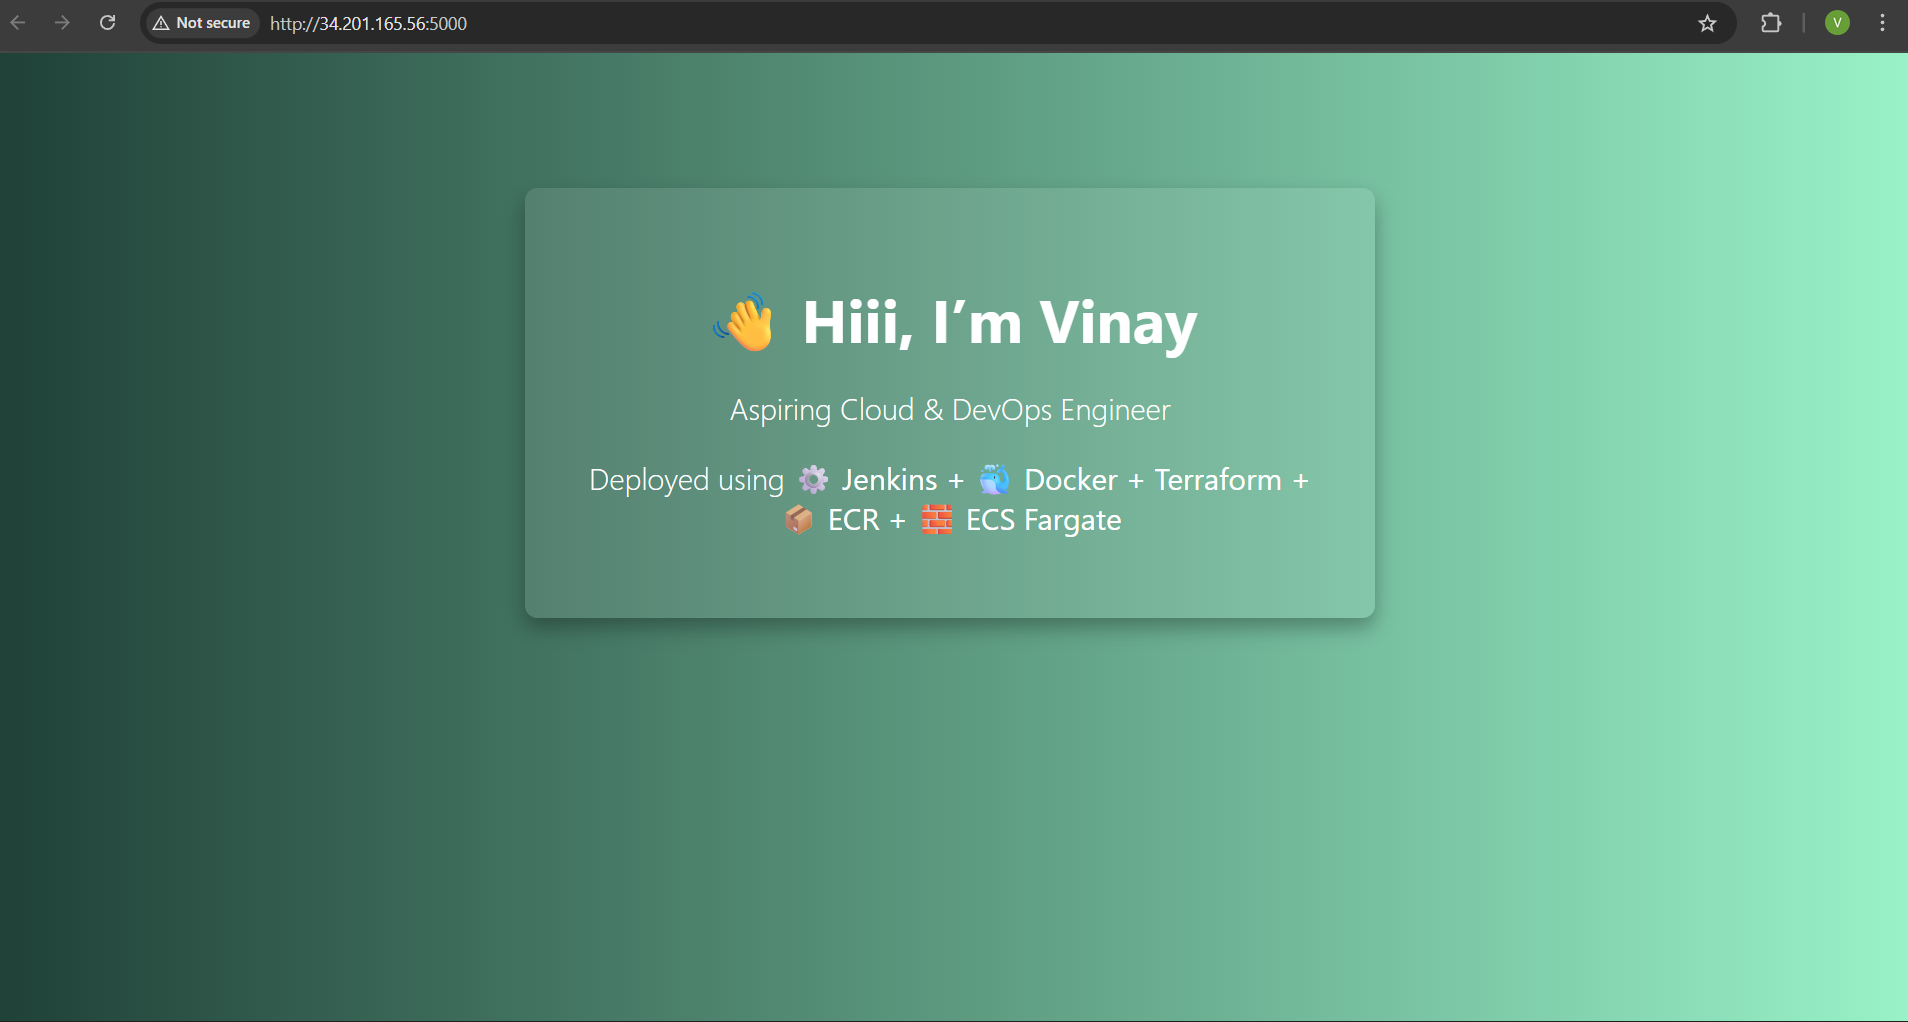 Not secure
http://34.201.165.56:5000
V
👋 Hiii, I’m Vinay
Aspiring Cloud & DevOps Engineer
Deployed using ⚙️ Jenkins + 🐳 Docker + Terraform +
📦 ECR + 🧱 ECS Fargate